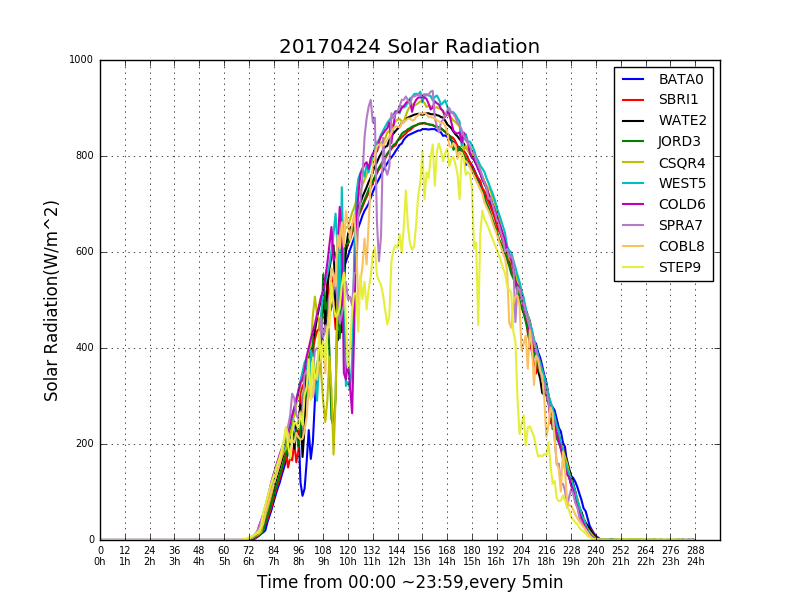 20170424 Solar Radiation
Solar Radiation(W/m^2)
1000
800
600
400
200
0
BATA0
SBRI1
WATE2
JORD3
CSQR4
WEST5
COLD6
SPRA7
COBL8
STEP9
0 12 24 36 48 60 72 84 96 108 120 132 144 156 168 180 192 204 216 228 240 252 264 276 288
0h 1h 2h 3h 4h 5h 6h 7h 8h 9h 10h 11h 12h 13h 14h 15h 16h 17h 18h 19h 20h 21h 22h 23h 24h
Time from 00:00 ~23:59,every 5min